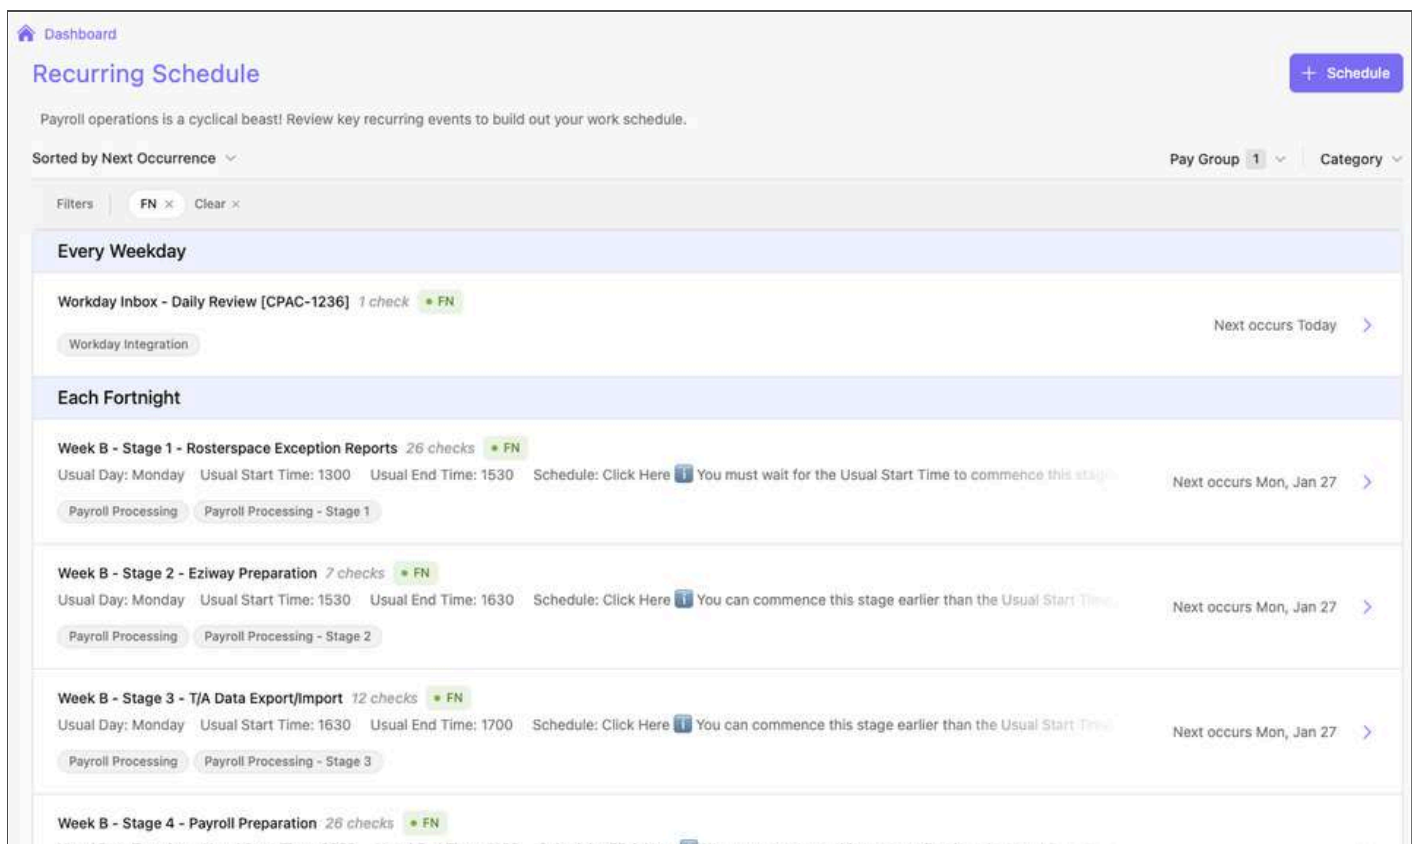 Dashboard
Recurring Schedule
+ Schedule
Payroll operations is a cyclical beast! Review key recurring events to build out your work schedule.
Sorted by Next Occurrence
Pay Group 1 Category
Filters FN × Clear ×
Every Weekday
Workday Inbox - Daily Review [CPAC-1236] 1 check • FN
Next occurs Today
Workday Integration
Each Fortnight
Week B - Stage 1 - Rosterspace Exception Reports 26 checks • FN
Usual Day: Monday Usual Start Time: 1300 Usual End Time: 1530 Schedule: Click Here ℹ️ You must wait for the Usual Start Time to commence this stage
Next occurs Mon, Jan 27
Payroll Processing Payroll Processing - Stage 1
Week B - Stage 2 - Eziway Preparation 7 checks • FN
Usual Day: Monday Usual Start Time: 1530 Usual End Time: 1630 Schedule: Click Here ℹ️ You can commence this stage earlier than the Usual Start Time
Next occurs Mon, Jan 27
Payroll Processing Payroll Processing - Stage 2
Week B - Stage 3 - T/A Data Export/Import 12 checks • FN
Usual Day: Monday Usual Start Time: 1630 Usual End Time: 1700 Schedule: Click Here ℹ️ You can commence this stage earlier than the Usual Start Time
Next occurs Mon, Jan 27
Payroll Processing Payroll Processing - Stage 3
Week B - Stage 4 - Payroll Preparation 26 checks • FN